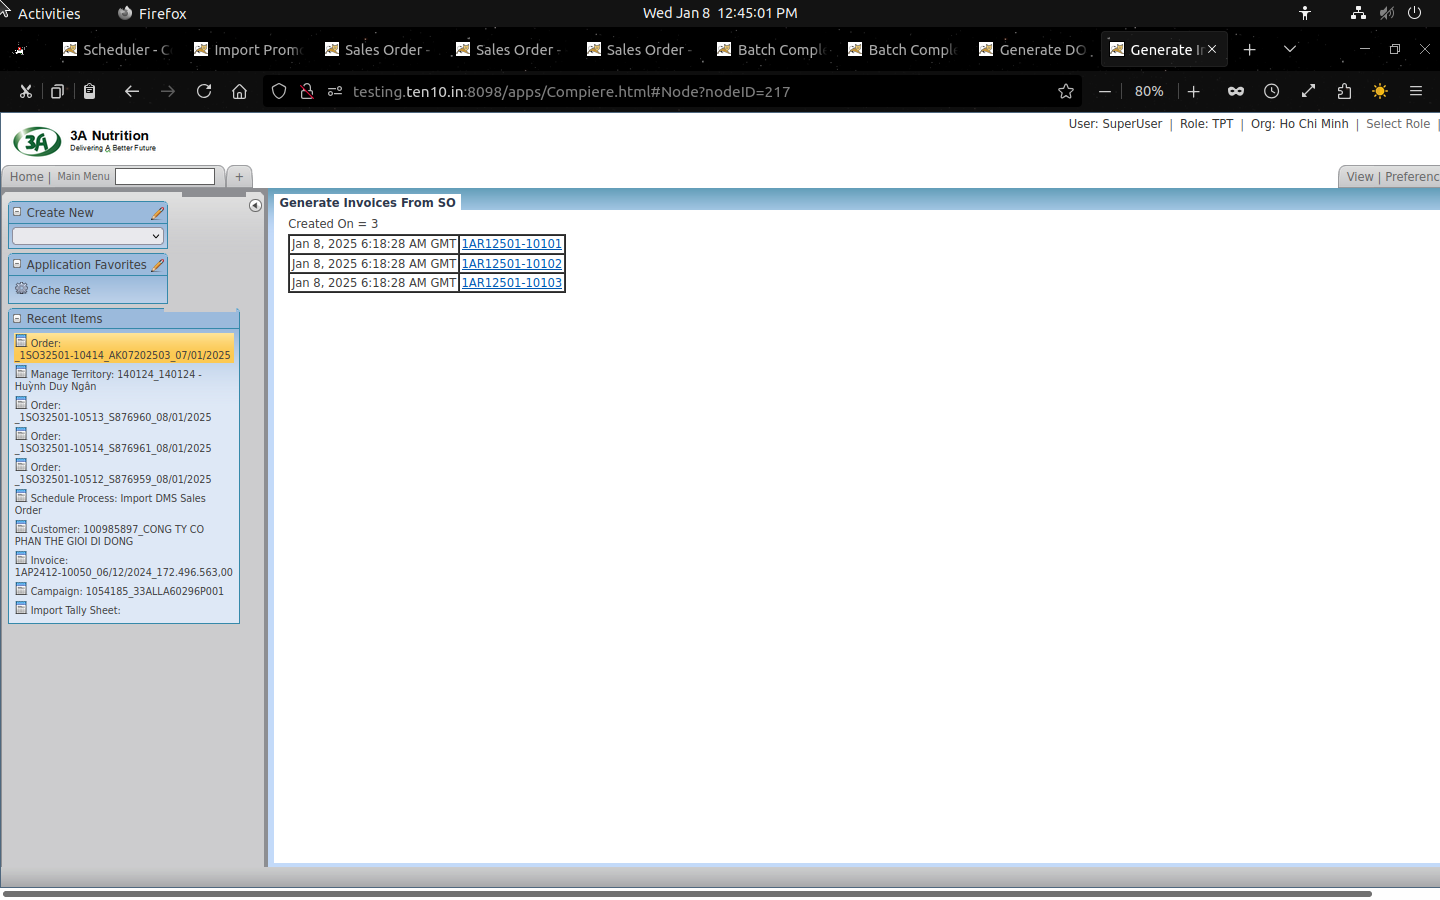 Activities
Firefox
Wed Jan 8 12:45:01 PM
Scheduler - C
Import Promo
Sales Order -
Sales Order -
Sales Order -
Batch Comple
Batch Comple
Generate DO
Generate I
testing.ten10.in:8098/apps/Compiere.html#Node?nodeID=217
80%
User: SuperUser | Role: TPT | Org: Ho Chi Minh | Select Role |
3A
3A Nutrition
Delivering A Better Future
Home |
Main Menu
+
View | Preferenc
Create New
Application Favorites
Cache Reset
Recent Items
Order:
_1SO32501-10414_AK07202503_07/01/2025
Manage Territory: 140124_140124 -
Huỳnh Duy Ngân
Order:
_1SO32501-10513_S876960_08/01/2025
Order:
_1SO32501-10514_S876961_08/01/2025
Order:
_1SO32501-10512_S876959_08/01/2025
Schedule Process: Import DMS Sales
Order
Customer: 100985897_CONG TY CO
PHAN THE GIOI DI DONG
Invoice:
1AP2412-10050_06/12/2024_172.496.563,00
Campaign: 1054185_33ALLA60296P001
Import Tally Sheet:
Generate Invoices From SO
Created On = 3
Jan 8, 2025 6:18:28 AM GMT 1AR12501-10101
Jan 8, 2025 6:18:28 AM GMT 1AR12501-10102
Jan 8, 2025 6:18:28 AM GMT 1AR12501-10103